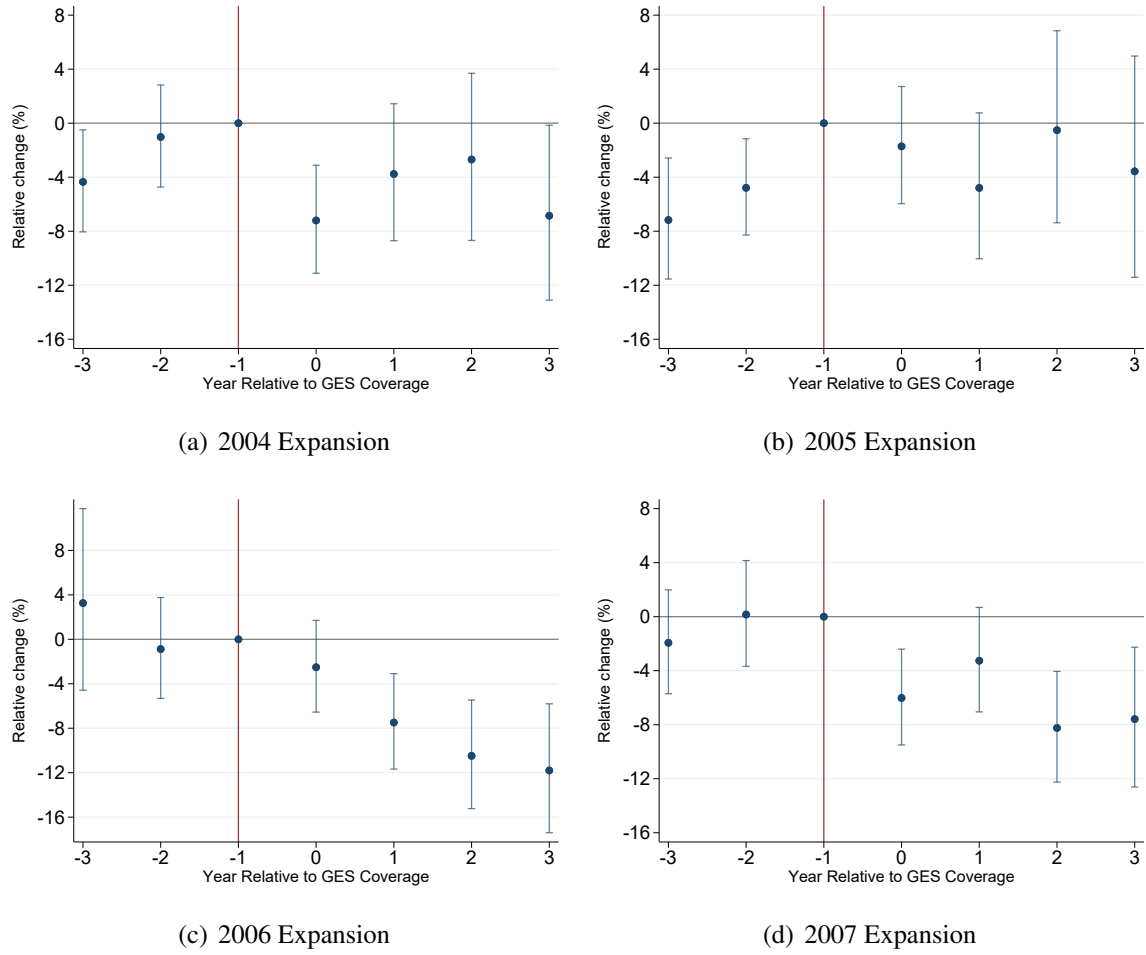 8
4
0
-4
-8
-12
-16
Relative change (%)
-3 -2 -1 0 1 2 3
Year Relative to GES Coverage
(a) 2004 Expansion
8
4
0
-4
-8
-12
-16
Relative change (%)
-3 -2 -1 0 1 2 3
Year Relative to GES Coverage
(b) 2005 Expansion
8
4
0
-4
-8
-12
-16
Relative change (%)
-3 -2 -1 0 1 2 3
Year Relative to GES Coverage
(c) 2006 Expansion
8
4
0
-4
-8
-12
-16
Relative change (%)
-3 -2 -1 0 1 2 3
Year Relative to GES Coverage
(d) 2007 Expansion